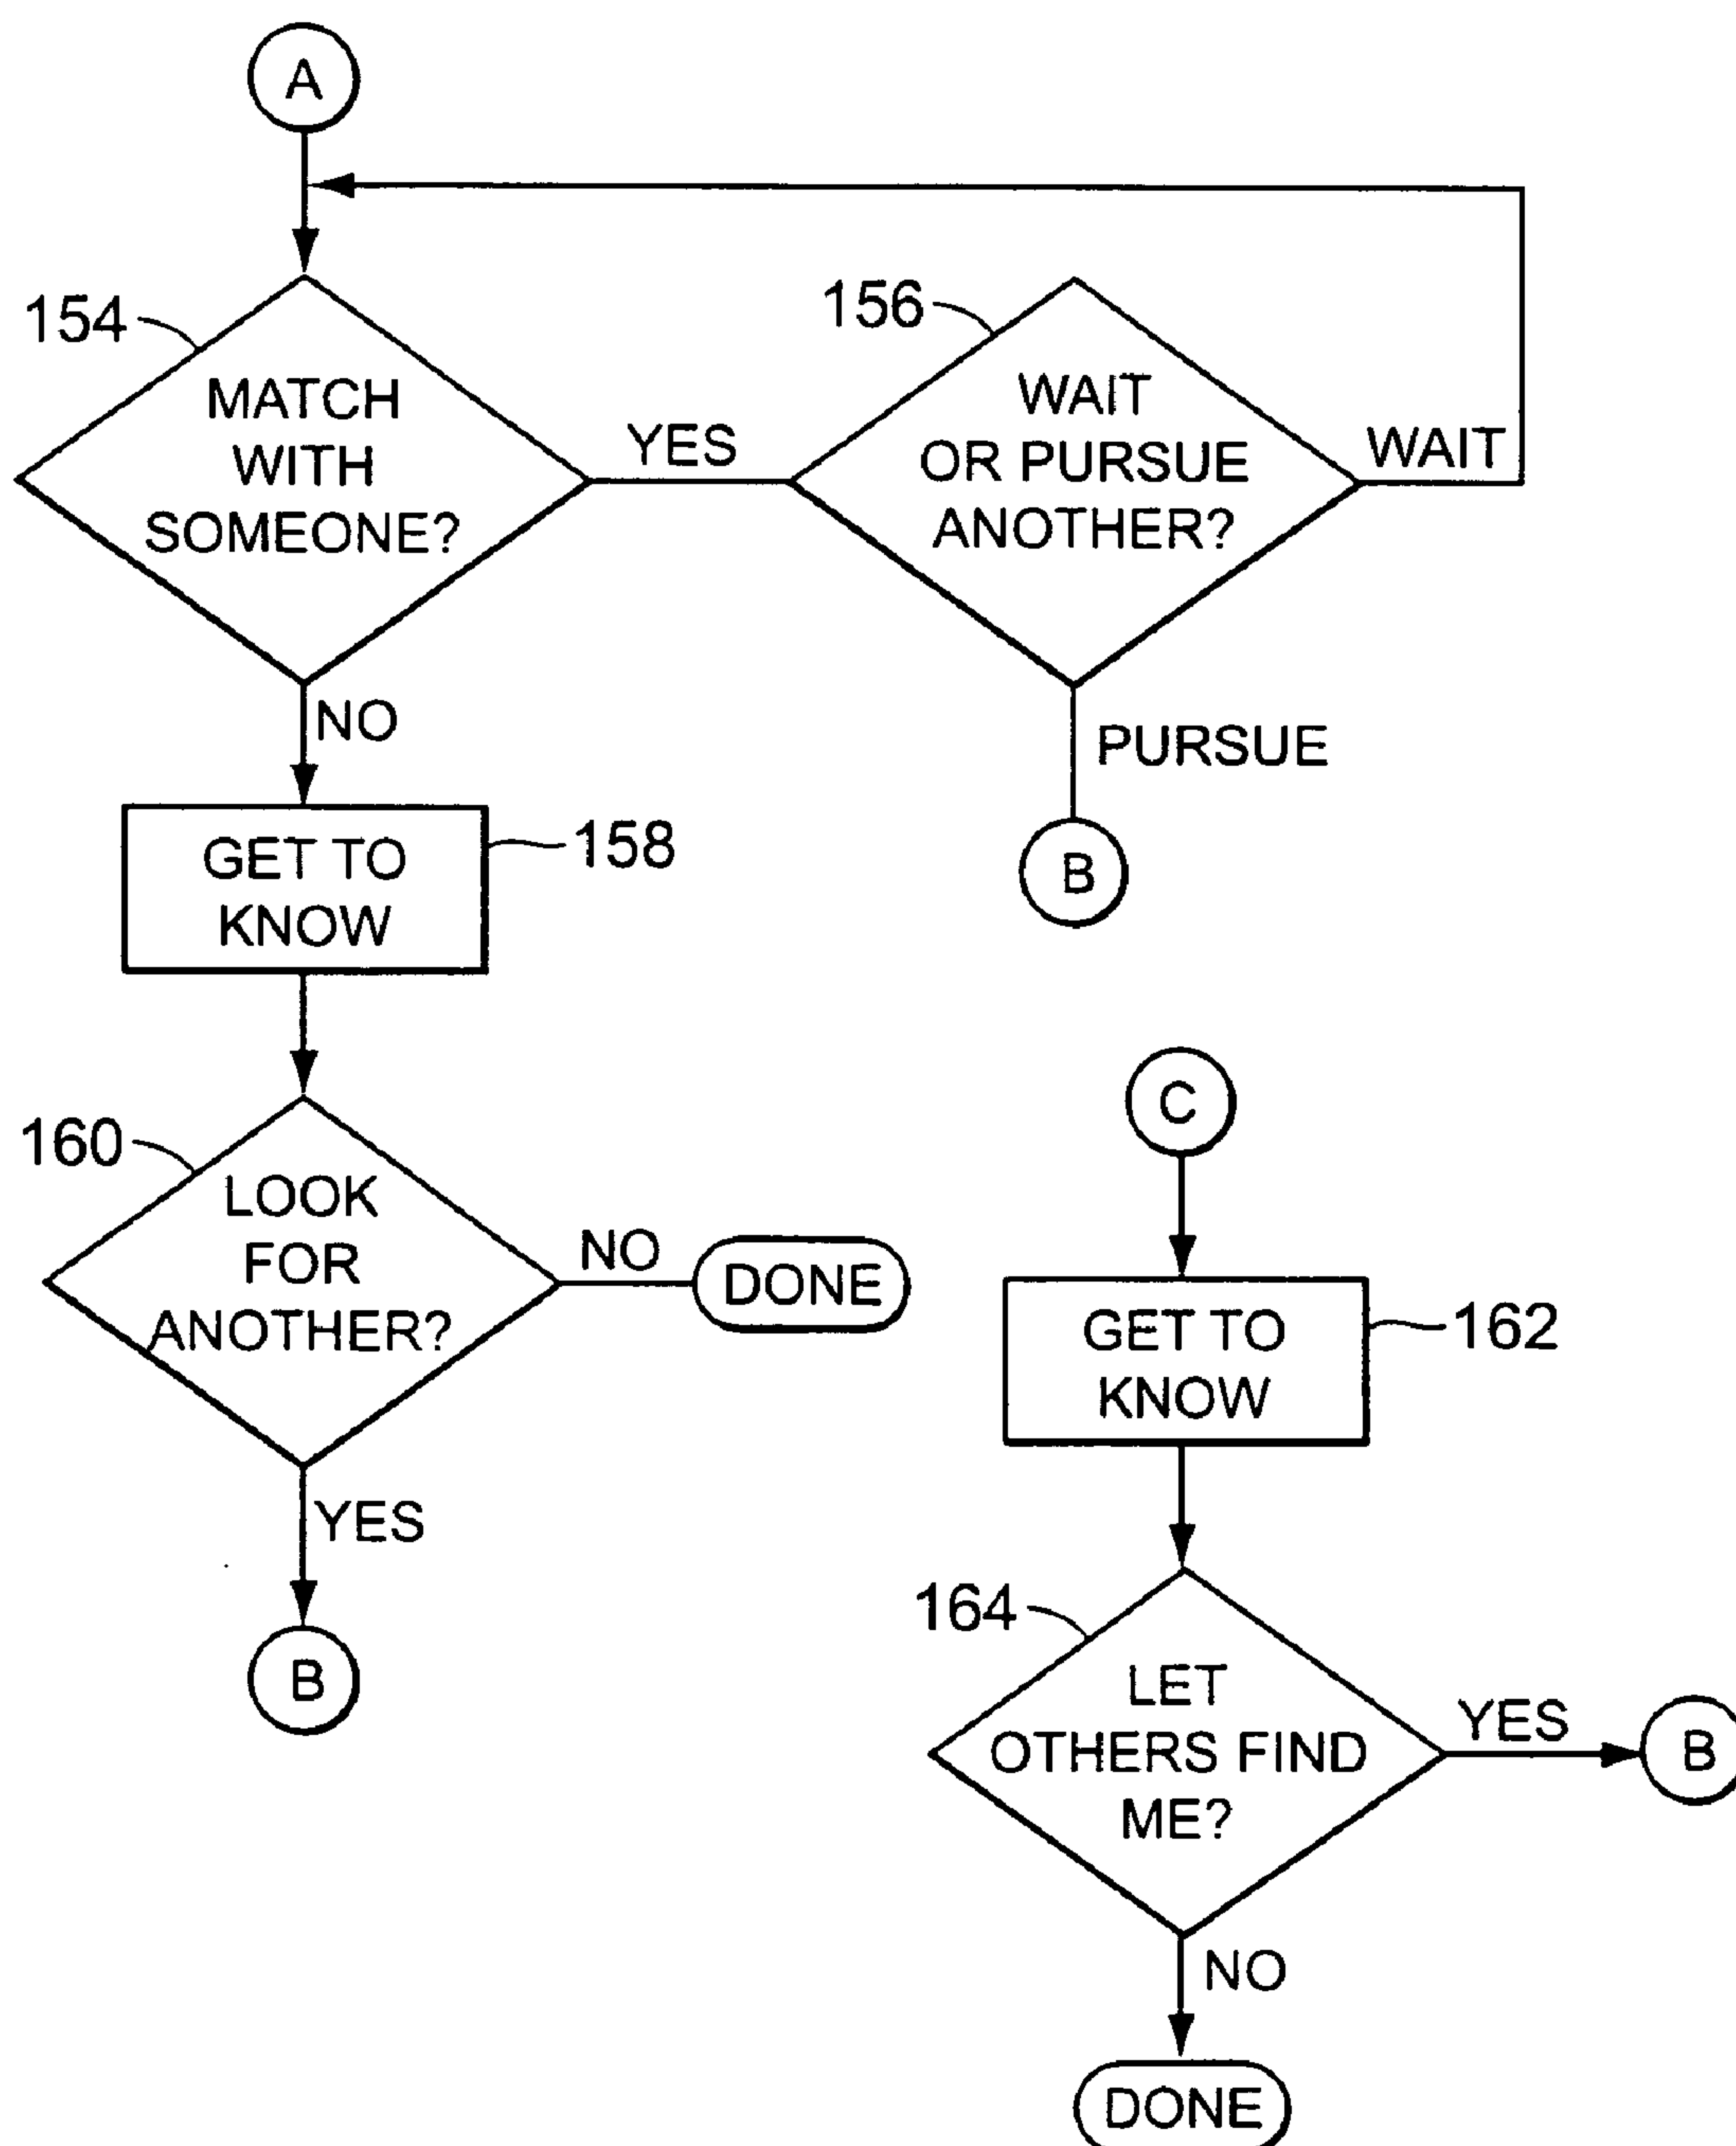 A
154
MATCH
WITH
SOMEONE?
YES
156
WAIT
OR PURSUE
ANOTHER?
WAIT
NO
PURSUE
B
GET TO
KNOW
158
160
LOOK
FOR
ANOTHER?
NO
DONE
YES
B
C
GET TO
KNOW
162
164
LET
OTHERS FIND
ME?
YES
B
NO
DONE